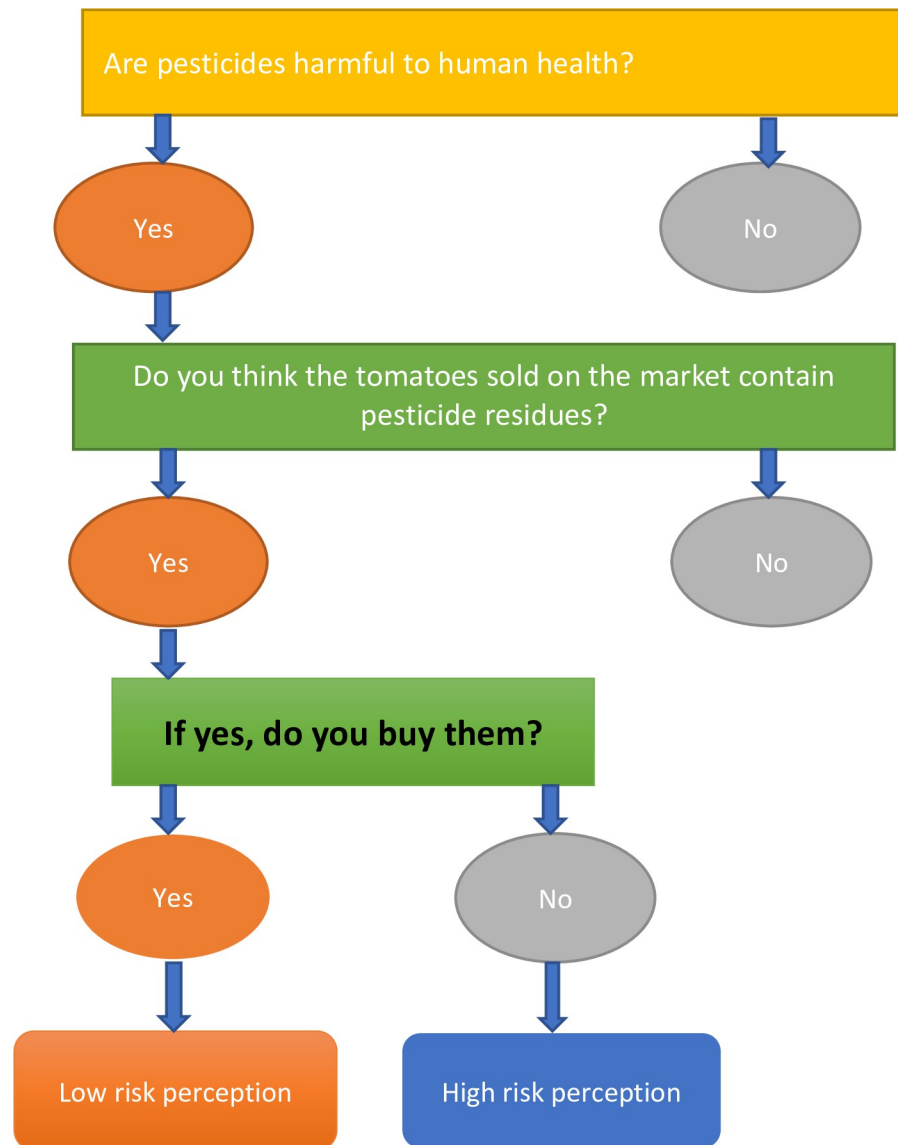 Are pesticides harmful to human health?
Yes
No
Do you think the tomatoes sold on the market contain
pesticide residues?
Yes
No
If yes, do you buy them?
Yes
No
Low risk perception
High risk perception